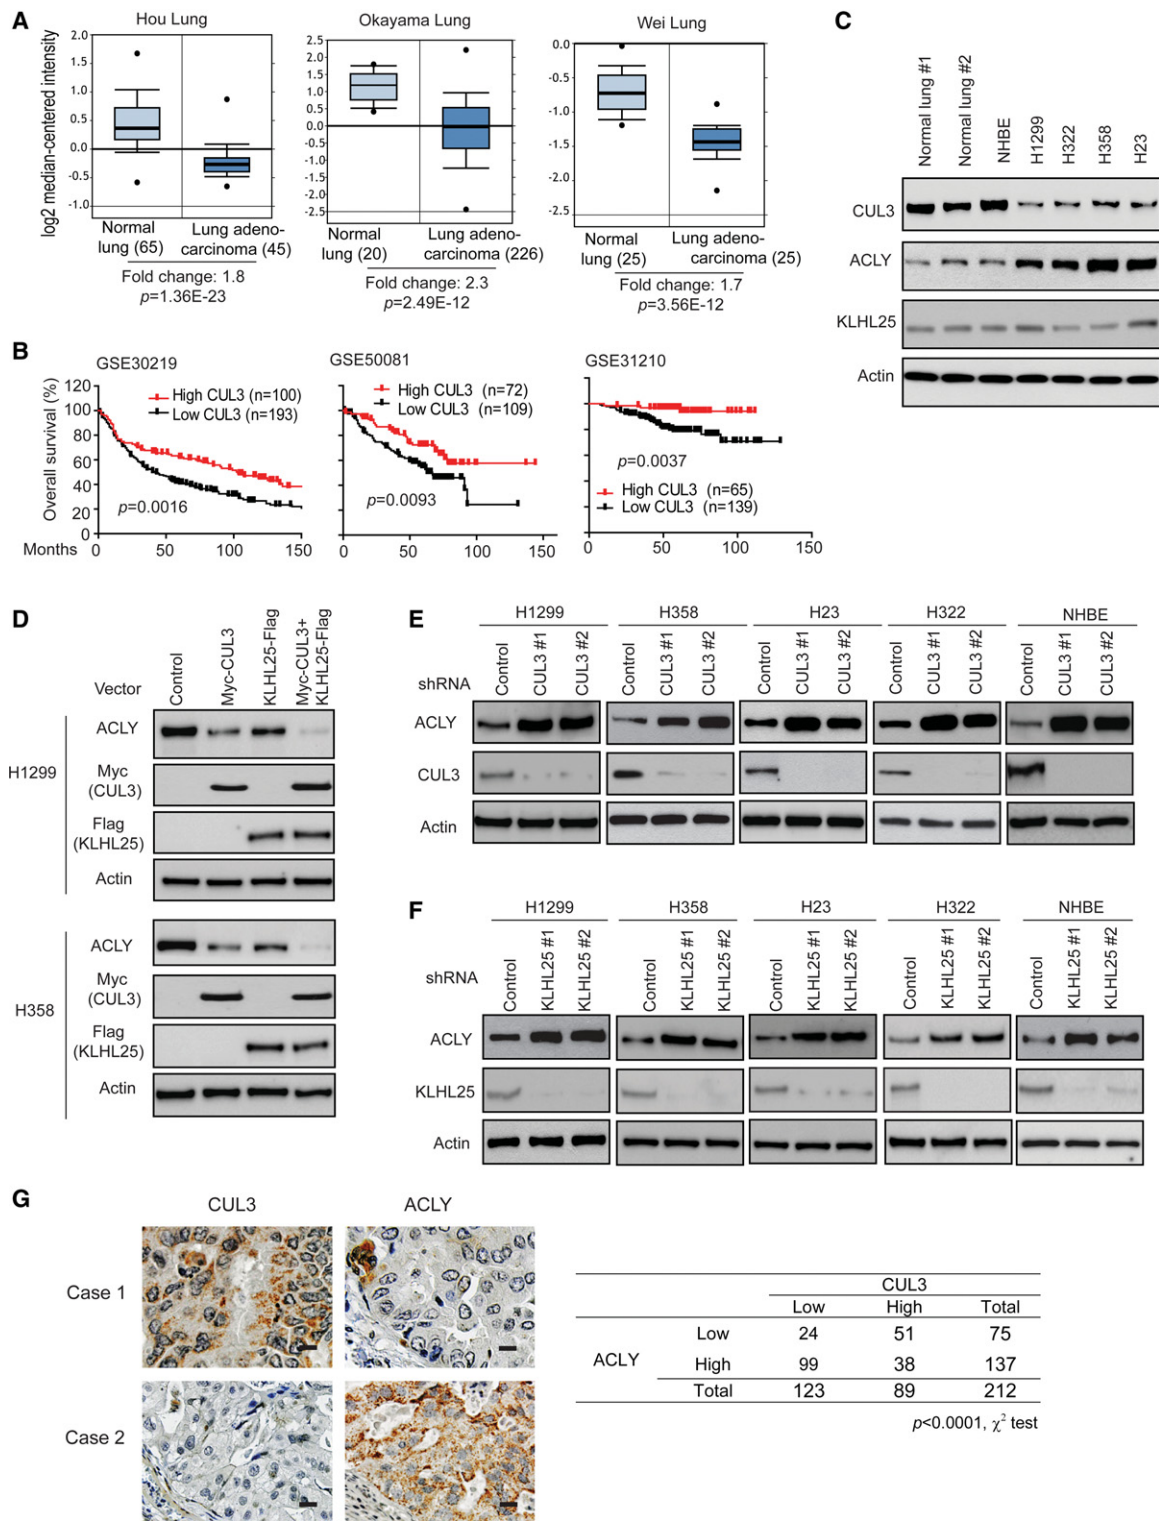 A
Hou Lung
Okayama Lung
Wei Lung
log2 median-centered intensity
2.0
1.5
1.0
0.5
0.0
-0.5
-1.0
2.5
2.0
1.5
1.0
0.5
0.0
-0.5
-1.0
-1.5
-2.0
-2.5
0.0
-0.5
-1.0
-1.5
-2.0
-2.5
Normal lung (65)
Lung adeno-carcinoma (45)
Fold change: 1.8
p=1.36E-23
Normal lung (20)
Lung adeno-carcinoma (226)
Fold change: 2.3
p=2.49E-12
Normal lung (25)
Lung adeno-carcinoma (25)
Fold change: 1.7
p=3.56E-12
B
GSE30219
Overall survival (%)
120
100
80
60
40
20
0
High CUL3 (n=100)
Low CUL3 (n=193)
p=0.0016
Months
0 50 100 150
GSE50081
High CUL3 (n=72)
Low CUL3 (n=109)
p=0.0093
0 50 100 150
GSE31210
p=0.0037
High CUL3 (n=65)
Low CUL3 (n=139)
0 50 100 150
C
Normal lung #1
Normal lung #2
NHBE
H1299
H322
H358
H23
CUL3
ACLY
KLHL25
Actin
D
Vector
Control
Myc-CUL3
KLHL25-Flag
Myc-CUL3+
KLHL25-Flag
H1299
ACLY
Myc
(CUL3)
Flag
(KLHL25)
Actin
H358
ACLY
Myc
(CUL3)
Flag
(KLHL25)
Actin
E
H1299
H358
H23
H322
NHBE
shRNA
Control
CUL3 #1
CUL3 #2
Control
CUL3 #1
CUL3 #2
Control
CUL3 #1
CUL3 #2
Control
CUL3 #1
CUL3 #2
Control
CUL3 #1
CUL3 #2
ACLY
CUL3
Actin
F
H1299
H358
H23
H322
NHBE
shRNA
Control
KLHL25 #1
KLHL25 #2
Control
KLHL25 #1
KLHL25 #2
Control
KLHL25 #1
KLHL25 #2
Control
KLHL25 #1
KLHL25 #2
Control
KLHL25 #1
KLHL25 #2
ACLY
KLHL25
Actin
G
CUL3
ACLY
Case 1
Case 2
CUL3
Low High Total
ACLY
Low 24 51 75
High 99 38 137
Total 123 89 212
p<0.0001, χ² test